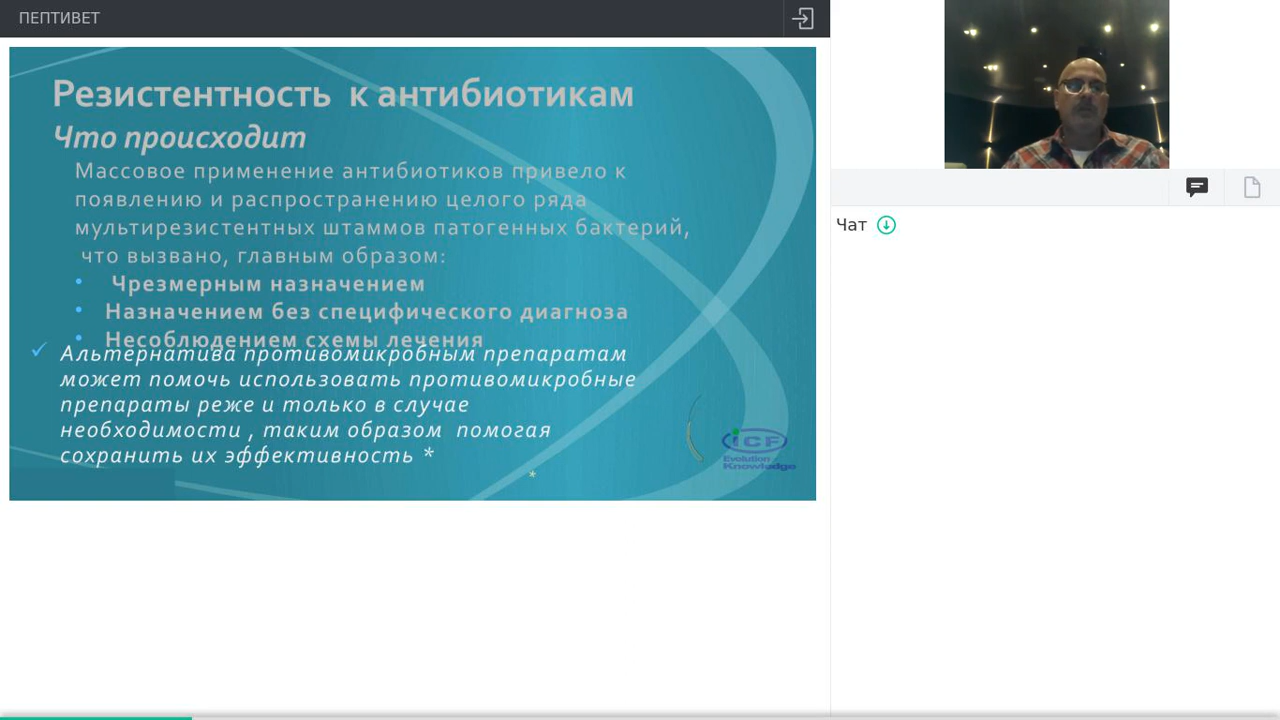 ПЕПТИВЕТ
Резистентность к антибиотикам
Что происходит
Массовое применение антибиотиков привело к
появлению и распространению целого ряда
мультирезистентных штаммов патогенных бактерий,
что вызвано, главным образом:
• Чрезмерным назначением
• Назначением без специфического диагноза
• Несоблюдением схемы лечения
✓ Альтернатива противомикробным препаратам
может помочь использовать противомикробные
препараты реже и только в случае
необходимости , таким образом помогая
сохранить их эффективность *
*
iCF
Evolution
Knowledge
Чат